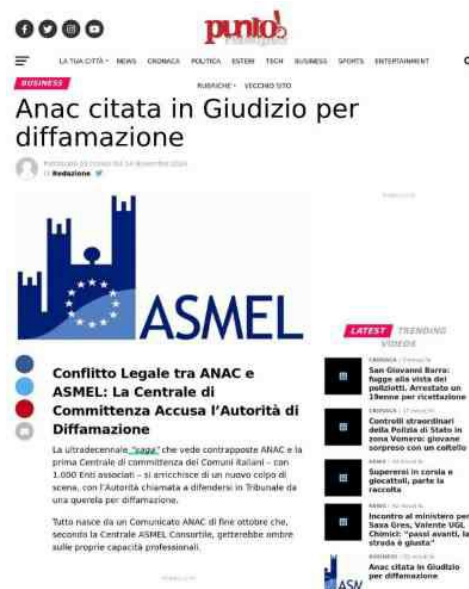 punto!
LA TUA CITTÀ NEWS CRONACA POLITICA ESTERI TECH BUSINESS SPORTS ENTERTAINMENT
RUBRICHE VECCHIO SITO
BUSINESS
Anac citata in Giudizio per
diffamazione
Redazione
ASMEL
Conflitto Legale tra ANAC e
ASMEL: La Centrale di
Committenza Accusa l'Autorità di
Diffamazione
La ultradecennale "saga" che vede contrapposte ANAC e la
prima Centrale di committenza dei Comuni italiani – con
1.000 Enti associati – si arricchisce di un nuovo colpo di
scena, con l'Autorità chiamata a difendersi in Tribunale da
una querela per diffamazione.
Tutto nasce da un Comunicato ANAC di fine ottobre che,
secondo la Centrale ASMEL Consortile, getterebbe ombre
sulle proprie capacità professionali.
LATEST TRENDING
VIDEOS
CRONACA
San Giovanni Barra:
fugge alla vista dei
poliziotti. Arrestato un
19enne per ricettazione
CRONACA
Controlli straordinari
della Polizia di Stato in
zona Vomero: giovane
sorpreso con un coltello
NEWS
Supereroi in corsia e
giocattoli, parte la
raccolta
NEWS
Incontro al ministero per
Saxa Gres, Valente UGL
Chimici: "passi avanti, la
strada è giusta"
BUSINESS
Anac citata in Giudizio
per diffamazione
ASM